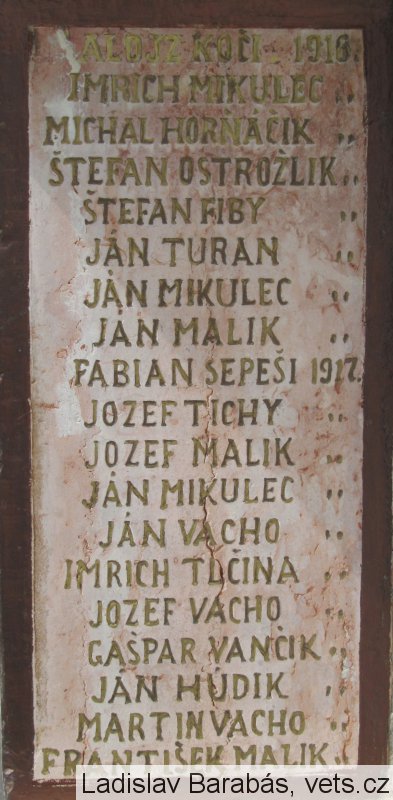 ALOJZ KOČI 1916.
IMRICH MIKULEC „
MICHAL HORŇÁČIK „
ŠTEFAN OSTROŽLIK „
ŠTEFAN FIBY „
JÁN TURAN „
JÁN MIKULEC „
JÁN MALIK „
FABIAN SEPEŠI 1917.
JOZEF TICHY „
JOZEF MALIK „
JÁN MIKULEC „
JÁN VACHO „
IMRICH TLČINA „
JOZEF VACHO „
GAŠPAR VANČIK „
JÁN HÚDIK „
MARTIN VACHO „
FRANTIŠEK MALIK „
Ladislav Barabás, vets.cz